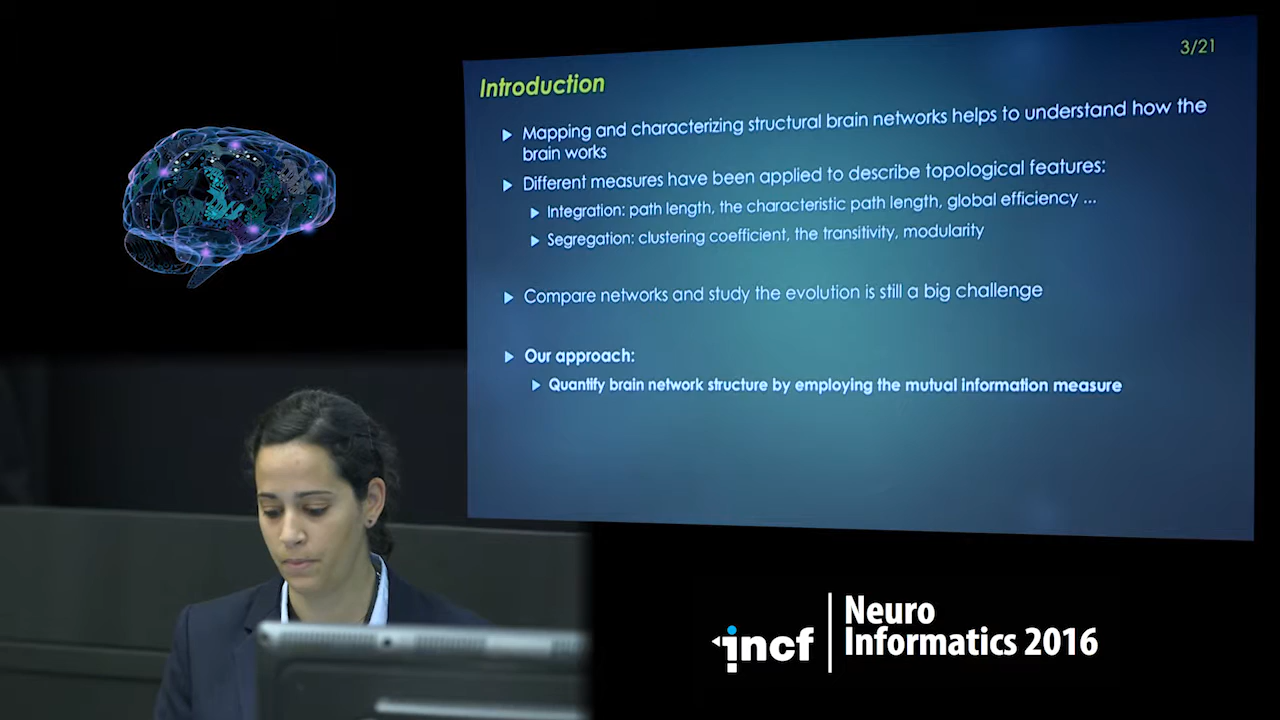 3/21
Introduction
Mapping and characterizing structural brain networks helps to understand how the
brain works
Different measures have been applied to describe topological features:
Integration: path length, the characteristic path length, global efficiency ...
Segregation: clustering coefficient, the transitivity, modularity
Compare networks and study the evolution is still a big challenge
Our approach:
Quantify brain network structure by employing the mutual information measure
incf
Neuro
Informatics 2016